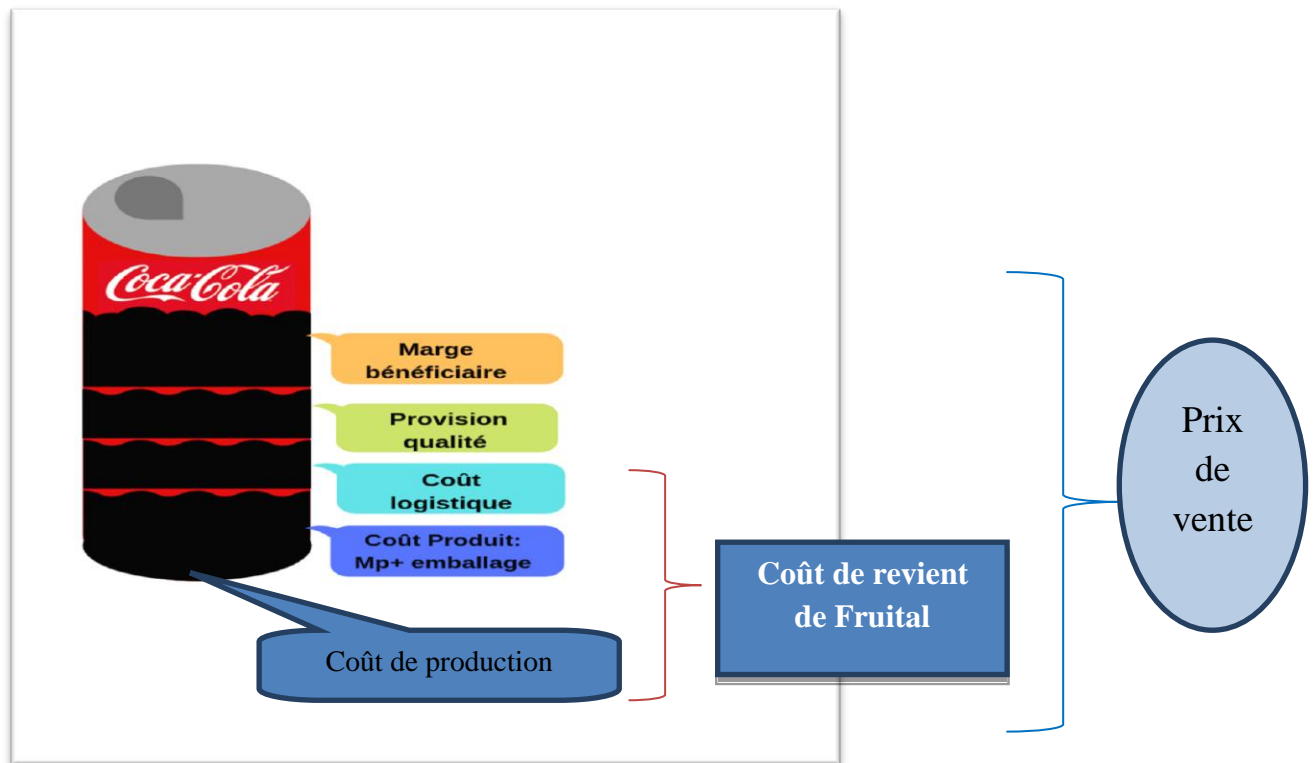 Coca-Cola
Marge
bénéficiaire
Provision
qualité
Coût
logistique
Coût Produit:
Mp+ emballage
Coût de production
Coût de revient
de Fruital
Prix
de
vente